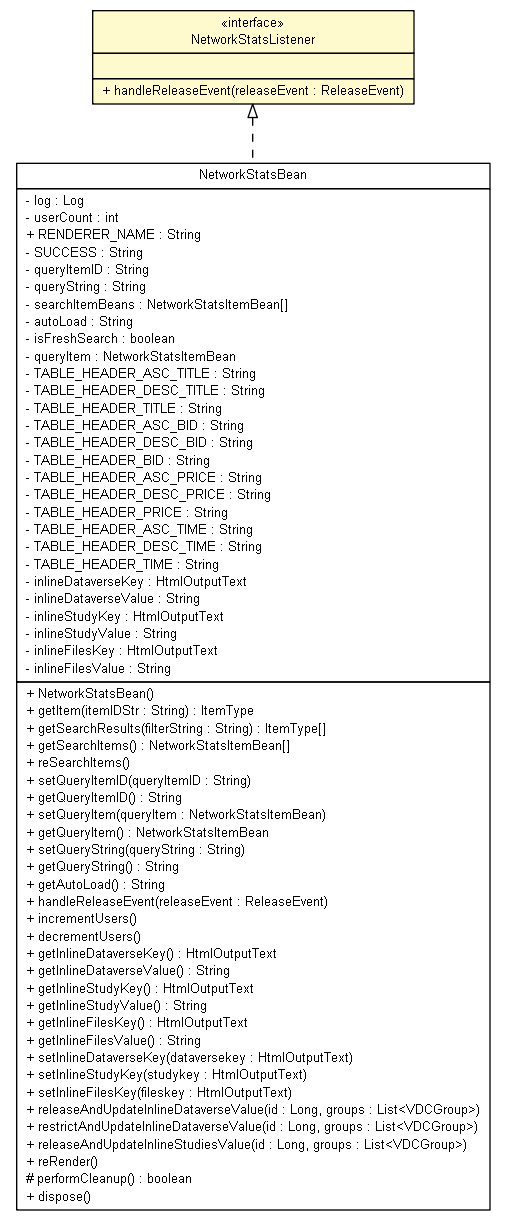 «interface»
NetworkStatsListener
+ handleReleaseEvent(releaseEvent : ReleaseEvent)
NetworkStatsBean
- log : Log
- userCount : int
+ RENDERER_NAME : String
- SUCCESS : String
- queryItemID : String
- queryString : String
- searchItemBeans : NetworkStatsItemBean[]
- autoLoad : String
- isFreshSearch : boolean
- queryItem : NetworkStatsItemBean
- TABLE_HEADER_ASC_TITLE : String
- TABLE_HEADER_DESC_TITLE : String
- TABLE_HEADER_TITLE : String
- TABLE_HEADER_ASC_BID : String
- TABLE_HEADER_DESC_BID : String
- TABLE_HEADER_BID : String
- TABLE_HEADER_ASC_PRICE : String
- TABLE_HEADER_DESC_PRICE : String
- TABLE_HEADER_PRICE : String
- TABLE_HEADER_ASC_TIME : String
- TABLE_HEADER_DESC_TIME : String
- TABLE_HEADER_TIME : String
- inlineDataverseKey : HtmlOutputText
- inlineDataverseValue : String
- inlineStudyKey : HtmlOutputText
- inlineStudyValue : String
- inlineFilesKey : HtmlOutputText
- inlineFilesValue : String
+ NetworkStatsBean()
+ getItem(itemIDStr : String) : ItemType
+ getSearchResults(filterString : String) : ItemType[]
+ getSearchItems() : NetworkStatsItemBean[]
+ reSearchItems()
+ setQueryItemID(queryItemID : String)
+ getQueryItemID() : String
+ setQueryItem(queryItem : NetworkStatsItemBean)
+ getQueryItem() : NetworkStatsItemBean
+ setQueryString(queryString : String)
+ getQueryString() : String
+ getAutoLoad() : String
+ handleReleaseEvent(releaseEvent : ReleaseEvent)
+ incrementUsers()
+ decrementUsers()
+ getInlineDataverseKey() : HtmlOutputText
+ getInlineDataverseValue() : String
+ getInlineStudyKey() : HtmlOutputText
+ getInlineStudyValue() : String
+ getInlineFilesKey() : HtmlOutputText
+ getInlineFilesValue() : String
+ setInlineDataverseKey(dataversekey : HtmlOutputText)
+ setInlineStudyKey(studykey : HtmlOutputText)
+ setInlineFilesKey(fileskey : HtmlOutputText)
+ releaseAndUpdateInlineDataverseValue(id : Long, groups : List<VDCGroup>)
+ restrictAndUpdateInlineDataverseValue(id : Long, groups : List<VDCGroup>)
+ releaseAndUpdateInlineStudiesValue(id : Long, groups : List<VDCGroup>)
+ reRender()
# performCleanup() : boolean
+ dispose()